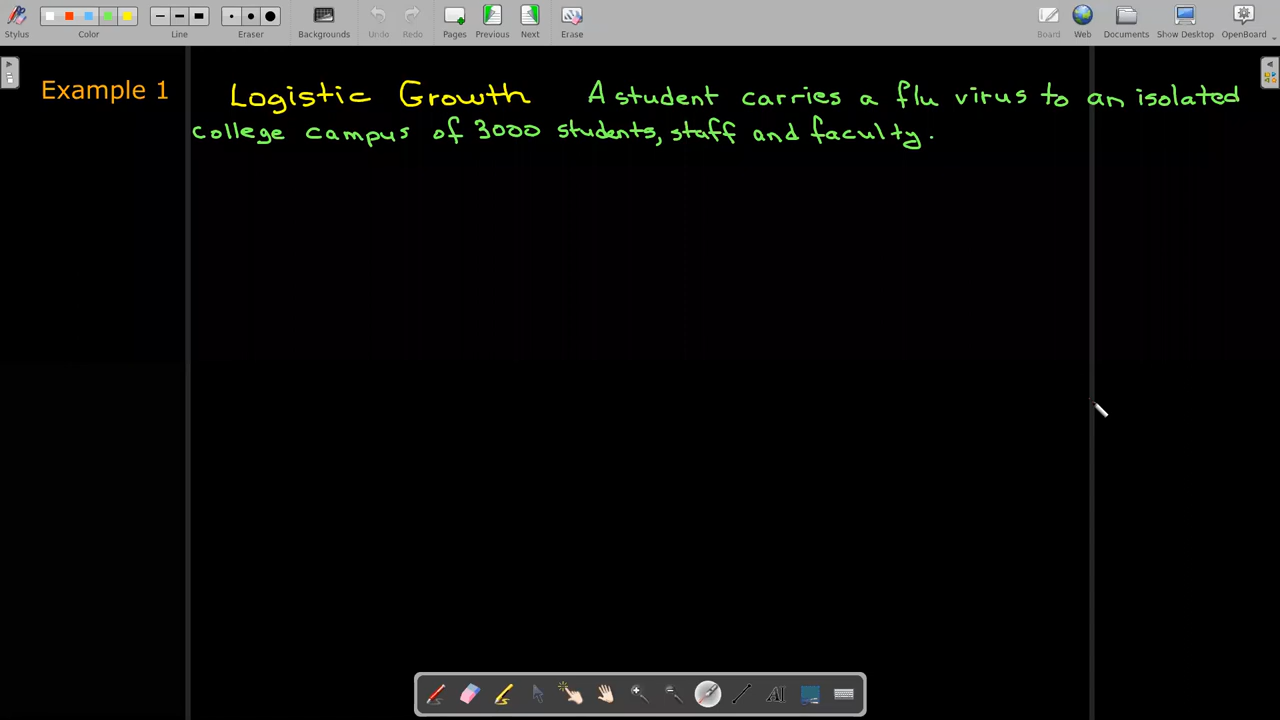 Stylus Color Line Eraser Backgrounds Undo Redo Pages Previous Next Erase Board Web Documents Show Desktop OpenBoard
Example 1 Logistic Growth A student carries a flu virus to an isolated
college campus of 3000 students, staff and faculty.
AI